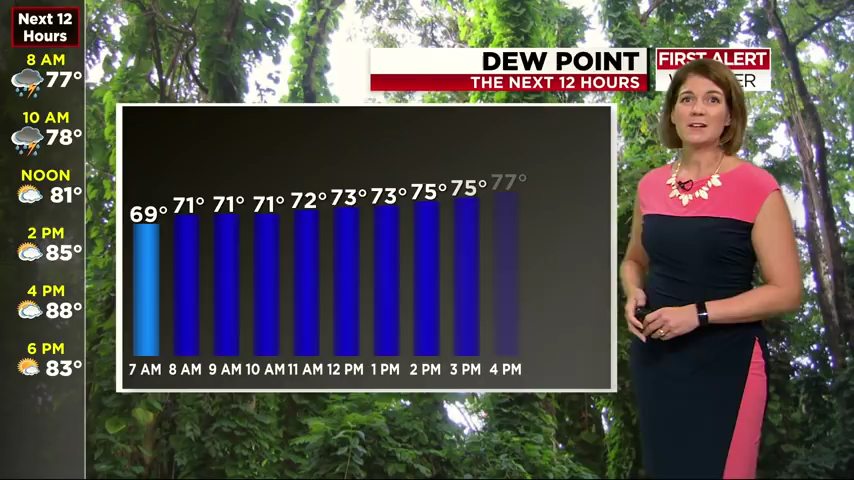 Next 12
Hours
8 AM
77°
10 AM
78°
NOON
81°
2 PM
85°
4 PM
88°
6 PM
83°
DEW POINT
THE NEXT 12 HOURS
FIRST ALERT
69° 71° 71° 71° 72° 73° 73° 75° 75° 77°
7 AM 8 AM 9 AM 10 AM 11 AM 12 PM 1 PM 2 PM 3 PM 4 PM